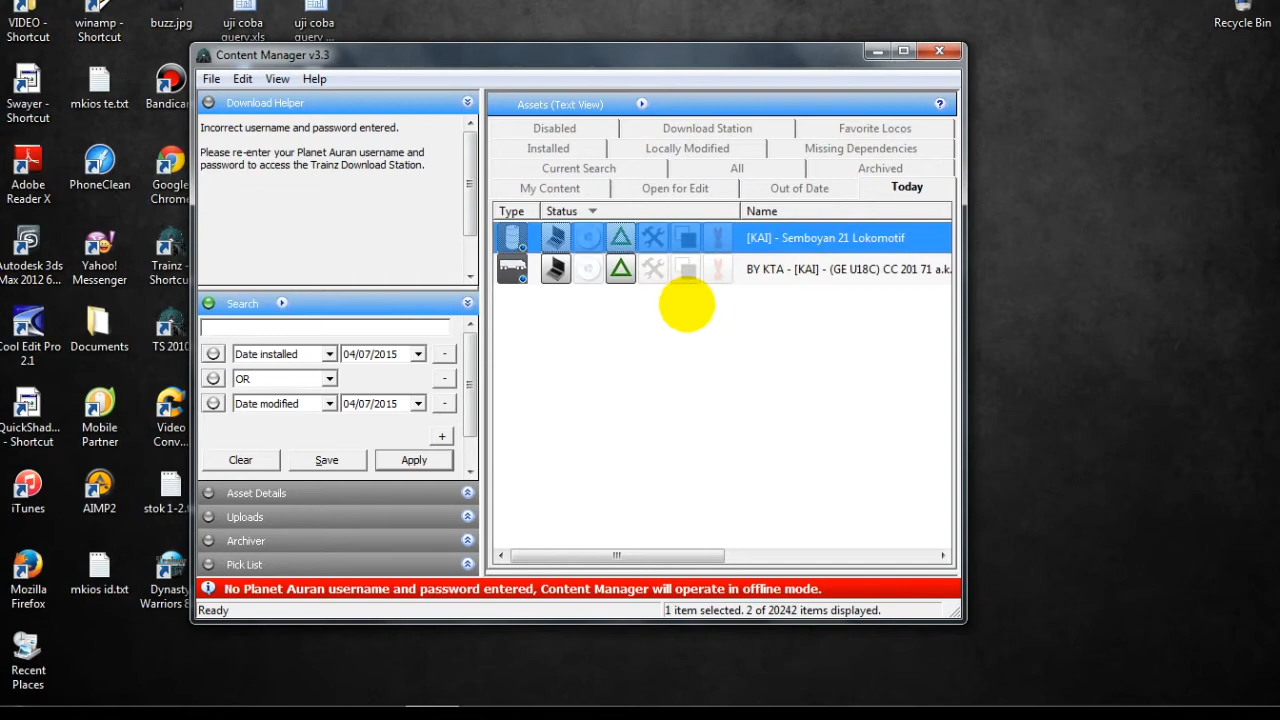 VIDEO - Shortcut
winamp - Shortcut
buzz.jpg
uji coba query.xls
uji coba query ...
Recycle Bin
Swayer - Shortcut
mkios te.txt
Bandicam
Adobe Reader X
PhoneClean
Google Chrome
Autodesk 3ds Max 2012 6...
Yahoo! Messenger
Trainz - Shortcut
Cool Edit Pro 2.1
Documents
TS 2010
QuickShad... - Shortcut
Mobile Partner
Video Conv...
iTunes
AIMP2
stok 1-2.
Mozilla Firefox
mkios id.txt
Dynasty Warriors 8
Recent Places
Content Manager v3.3
File Edit View Help
Download Helper
Incorrect username and password entered.
Please re-enter your Planet Auran username and
password to access the Trainz Download Station.
Search
Date installed 04/07/2015 -
OR -
Date modified 04/07/2015 -
+
Clear Save Apply
Asset Details
Uploads
Archiver
Pick List
Assets (Text View) ?
Disabled Download Station Favorite Locos
Installed Locally Modified Missing Dependencies
Current Search All Archived
My Content Open for Edit Out of Date Today
Type Status Name
[KAI] - Semboyan 21 Lokomotif
BY KTA - [KAI] - (GE U18C) CC 201 71 a.k.
No Planet Auran username and password entered, Content Manager will operate in offline mode.
Ready 1 item selected. 2 of 20242 items displayed.